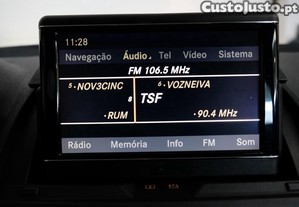 CustoJusto.pt
11:28
Navegação Áudio Tel Vídeo Sistema
FM 106.5 MHz
5 NOV3CINC 6 VOZNEIVA
8 TSF
RUM 90.4 MHz
Rádio Memória Info FM Som